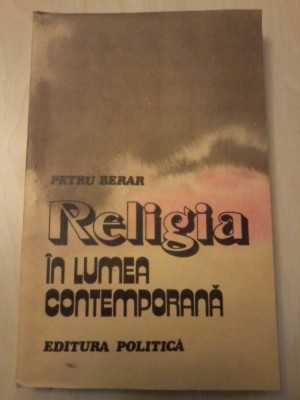 PETRU BERAR
Religia
ÎN LUMEA
CONTEMPORANĂ
EDITURA POLITICĂ